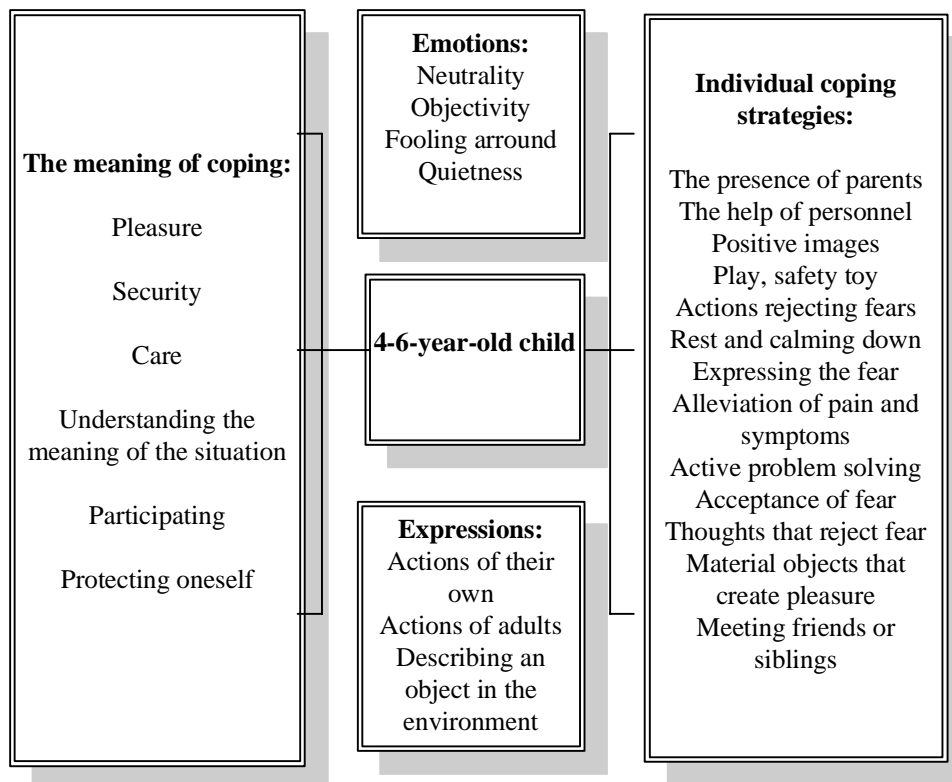 The meaning of coping:
Pleasure
Security
Care
Understanding the
meaning of the situation
Participating
Protecting oneself
Emotions:
Neutrality
Objectivity
Fooling arround
Quietness
4-6-year-old child
Expressions:
Actions of their
own
Actions of adults
Describing an
object in the
environment
Individual coping
strategies:
The presence of parents
The help of personnel
Positive images
Play, safety toy
Actions rejecting fears
Rest and calming down
Expressing the fear
Alleviation of pain and
symptoms
Active problem solving
Acceptance of fear
Thoughts that reject fear
Material objects that
create pleasure
Meeting friends or
siblings